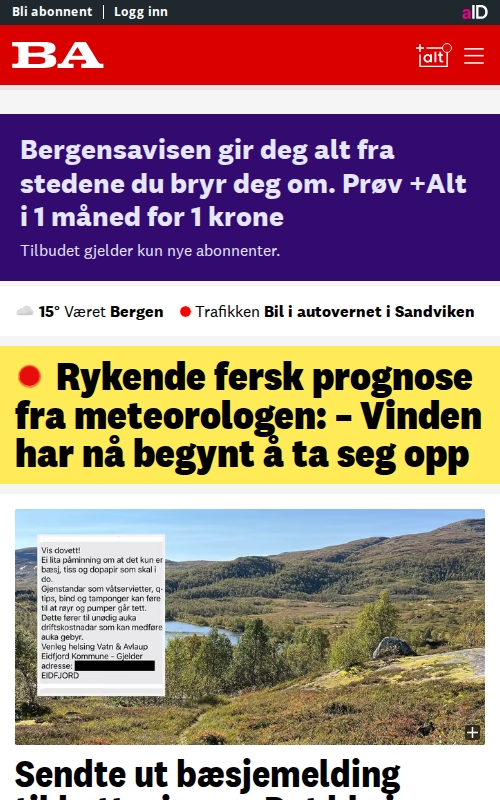 Bli abonnent | Logg inn
aID
BA
+alt
Bergensavisen gir deg alt fra
stedene du bryr deg om. Prøv +Alt
i 1 måned for 1 krone
Tilbudet gjelder kun nye abonnenter.
15° Været Bergen
Trafikken Bil i autovernet i Sandviken
Rykende fersk prognose
fra meteorologen: – Vinden
har nå begynt å ta seg opp
Vis dovett!
Ei lita påminning om at det kun er
bæsj, tiss og dopapir som skal i
do.
Gjenstandar som våtservietter, q-
tips, bind og tamponger kan føre
til at røyr og pumper går tett.
Dette fører til unødig auka
driftskostnadar som kan medføre
auka gebyr.
Venleg helsing Vatn & Avlaup
Eidfjord Kommune - Gjelder
adresse:
EIDFJORD
Sendte ut bæsjemelding